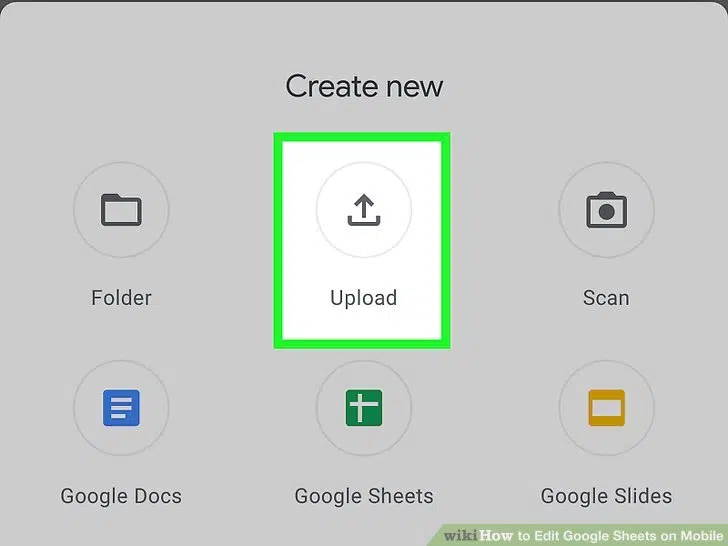 Create new
Folder
Upload
Scan
Google Docs
Google Sheets
Google Slides
wikiHow to Edit Google Sheets on Mobile